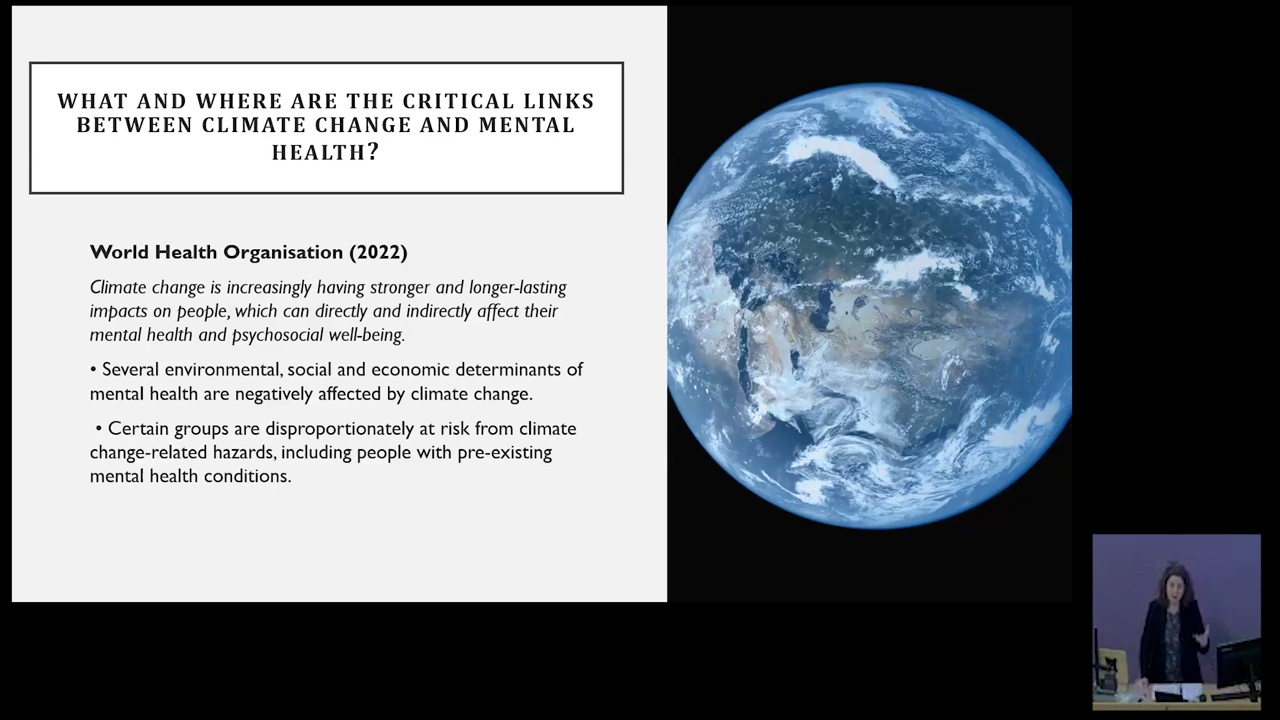 WHAT AND WHERE ARE THE CRITICAL LINKS
BETWEEN CLIMATE CHANGE AND MENTAL
HEALTH?
World Health Organisation (2022)
Climate change is increasingly having stronger and longer-lasting
impacts on people, which can directly and indirectly affect their
mental health and psychosocial well-being.
• Several environmental, social and economic determinants of
mental health are negatively affected by climate change.
• Certain groups are disproportionately at risk from climate
change-related hazards, including people with pre-existing
mental health conditions.